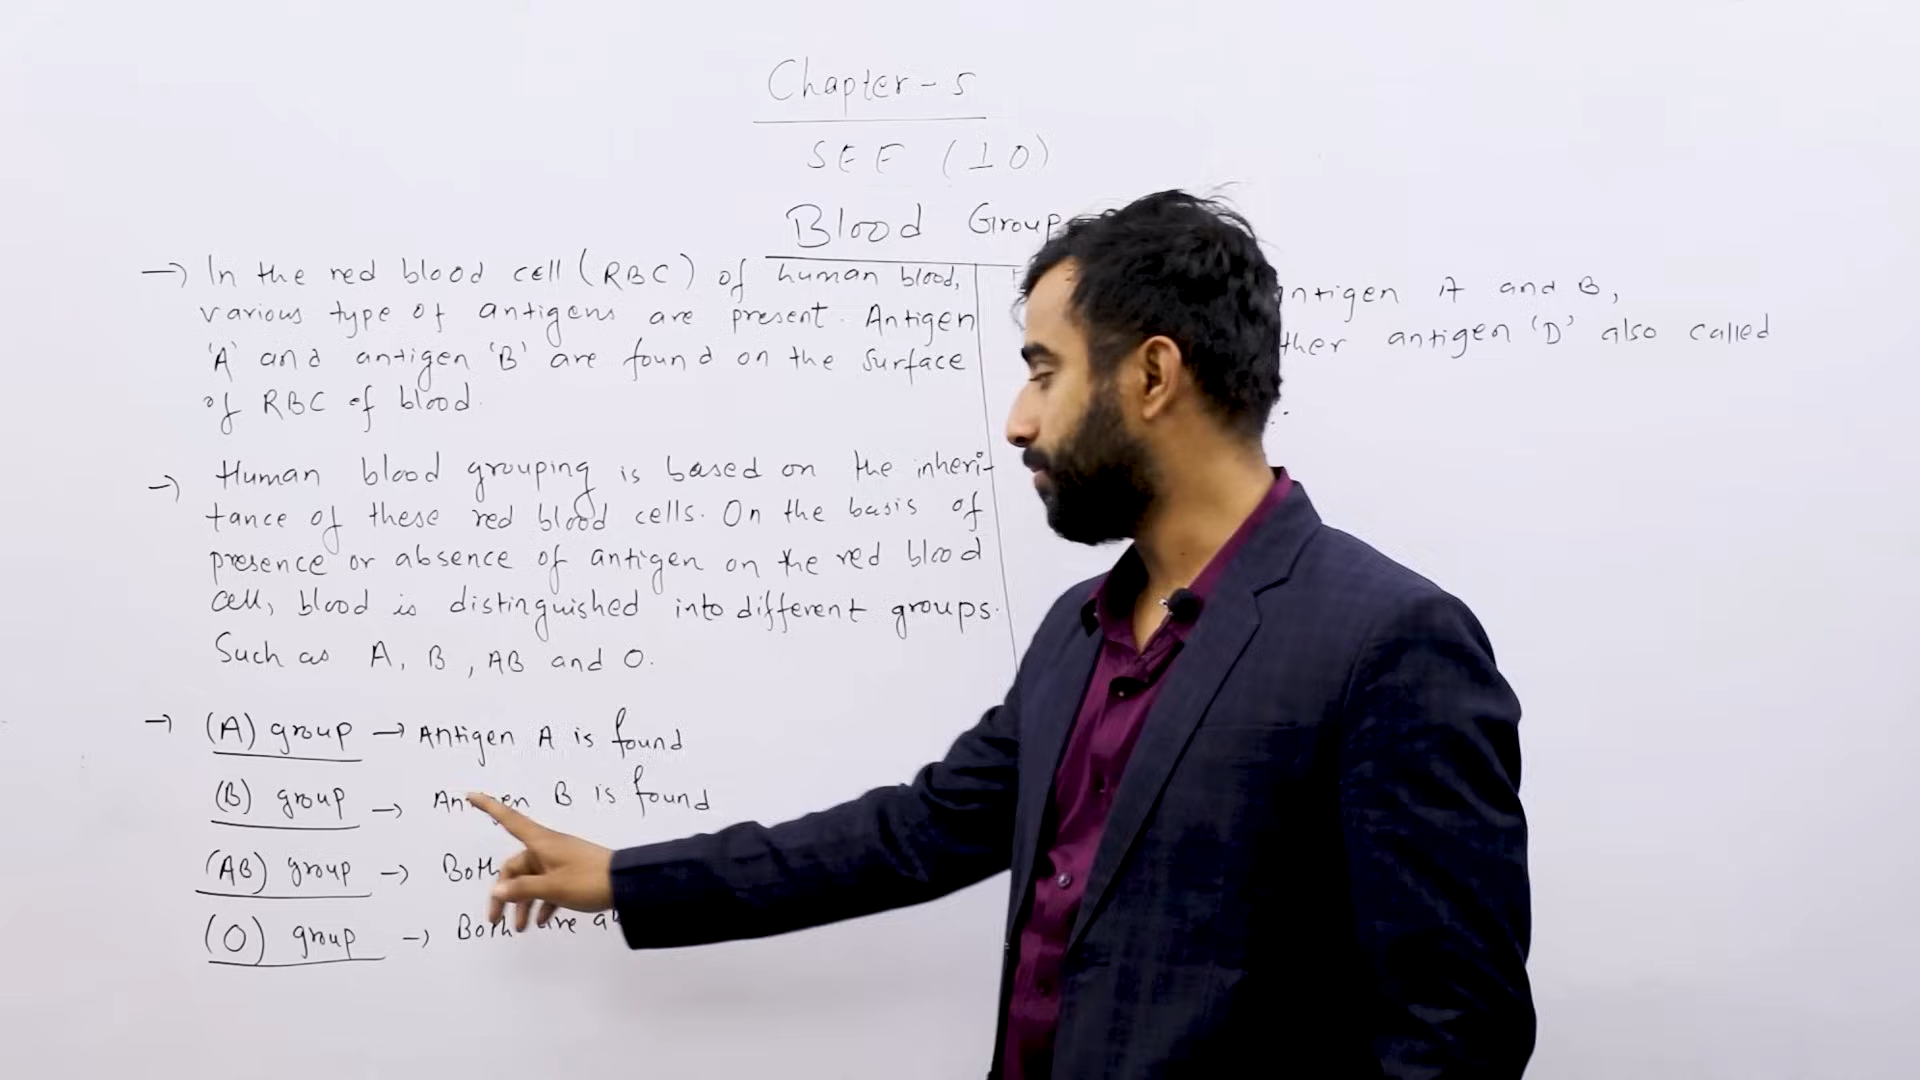 Chapter - 5
SEE (10)
Blood Group
→ In the red blood cell (RBC) of human blood,
various type of antigens are present. Antigen
'A' and antigen 'B' are found on the surface
of RBC of blood.
→ Human blood grouping is based on the inheri-
tance of these red blood cells. On the basis of
presence or absence of antigen on the red blood
cell, blood is distinguished into different groups.
Such as A, B, AB and O.
→ (A) group → Antigen A is found
(B) group → Antigen B is found
(AB) group → Both
(O) group → Both are
antigen A and B,
antigen 'D' also called